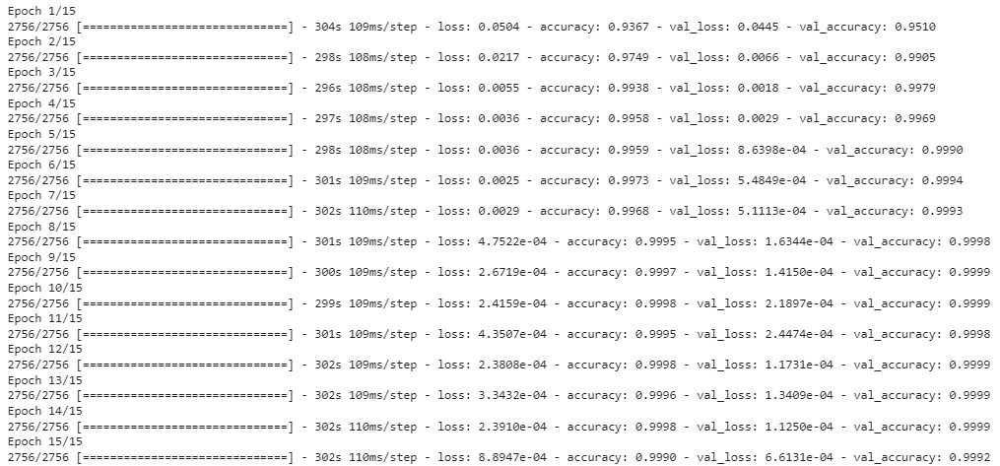 Epoch 1/15
2756/2756 [==============================] - 304s 109ms/step - loss: 0.0504 - accuracy: 0.9367 - val_loss: 0.0445 - val_accuracy: 0.9510
Epoch 2/15
2756/2756 [==============================] - 298s 108ms/step - loss: 0.0217 - accuracy: 0.9749 - val_loss: 0.0066 - val_accuracy: 0.9905
Epoch 3/15
2756/2756 [==============================] - 296s 108ms/step - loss: 0.0055 - accuracy: 0.9938 - val_loss: 0.0018 - val_accuracy: 0.9979
Epoch 4/15
2756/2756 [==============================] - 297s 108ms/step - loss: 0.0036 - accuracy: 0.9958 - val_loss: 0.0029 - val_accuracy: 0.9969
Epoch 5/15
2756/2756 [==============================] - 298s 108ms/step - loss: 0.0036 - accuracy: 0.9959 - val_loss: 8.6398e-04 - val_accuracy: 0.9990
Epoch 6/15
2756/2756 [==============================] - 301s 109ms/step - loss: 0.0025 - accuracy: 0.9973 - val_loss: 5.4849e-04 - val_accuracy: 0.9994
Epoch 7/15
2756/2756 [==============================] - 302s 110ms/step - loss: 0.0029 - accuracy: 0.9968 - val_loss: 5.1113e-04 - val_accuracy: 0.9993
Epoch 8/15
2756/2756 [==============================] - 301s 109ms/step - loss: 4.7522e-04 - accuracy: 0.9995 - val_loss: 1.6344e-04 - val_accuracy: 0.9998
Epoch 9/15
2756/2756 [==============================] - 300s 109ms/step - loss: 2.6719e-04 - accuracy: 0.9997 - val_loss: 1.4150e-04 - val_accuracy: 0.9999
Epoch 10/15
2756/2756 [==============================] - 299s 109ms/step - loss: 2.4159e-04 - accuracy: 0.9998 - val_loss: 2.1897e-04 - val_accuracy: 0.9999
Epoch 11/15
2756/2756 [==============================] - 301s 109ms/step - loss: 4.3507e-04 - accuracy: 0.9995 - val_loss: 2.4474e-04 - val_accuracy: 0.9998
Epoch 12/15
2756/2756 [==============================] - 302s 109ms/step - loss: 2.3808e-04 - accuracy: 0.9998 - val_loss: 1.1731e-04 - val_accuracy: 0.9999
Epoch 13/15
2756/2756 [==============================] - 302s 109ms/step - loss: 3.3432e-04 - accuracy: 0.9996 - val_loss: 1.3409e-04 - val_accuracy: 0.9999
Epoch 14/15
2756/2756 [==============================] - 302s 110ms/step - loss: 2.3910e-04 - accuracy: 0.9998 - val_loss: 1.1250e-04 - val_accuracy: 0.9999
Epoch 15/15
2756/2756 [==============================] - 302s 110ms/step - loss: 8.8947e-04 - accuracy: 0.9990 - val_loss: 6.6131e-04 - val_accuracy: 0.9992